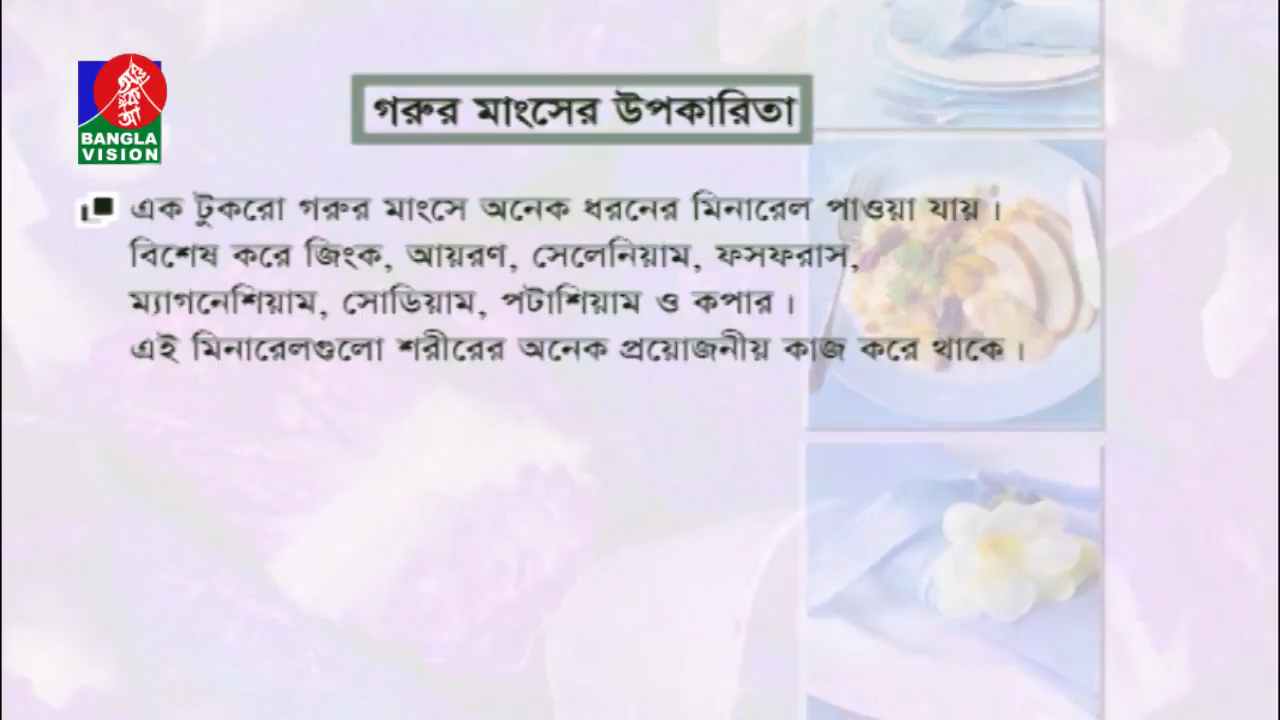 গরুর মাংসের উপকারিতা
BANGLA
VISION
এক টুকরো গরুর মাংসে অনেক ধরনের মিনারেল পাওয়া যায়।
বিশেষ করে জিংক, আয়রণ, সেলেনিয়াম, ফসফরাস,
ম্যাগনেশিয়াম, সোডিয়াম, পটাশিয়াম ও কপার।
এই মিনারেলগুলো শরীরের অনেক প্রয়োজনীয় কাজ করে থাকে।